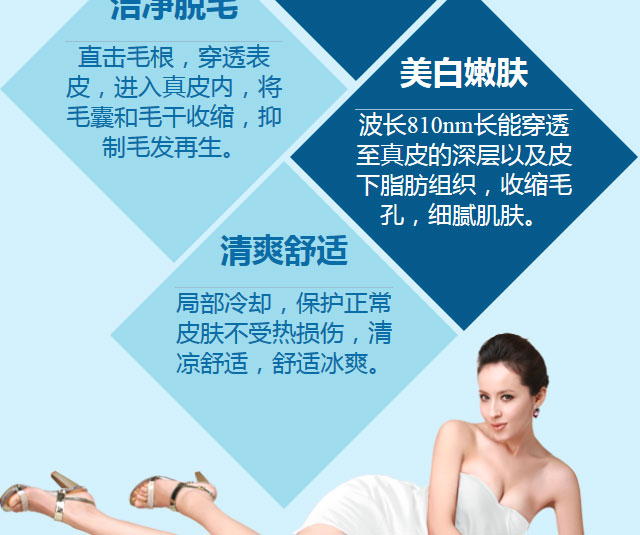 洁净脱毛
直击毛根，穿透表
皮，进入真皮内，将
毛囊和毛干收缩，抑
制毛发再生。
美白嫩肤
波长810nm长能穿透
至真皮的深层以及皮
下脂肪组织，收缩毛
孔，细腻肌肤。
清爽舒适
局部冷却，保护正常
皮肤不受热损伤，清
凉舒适，舒适冰爽。